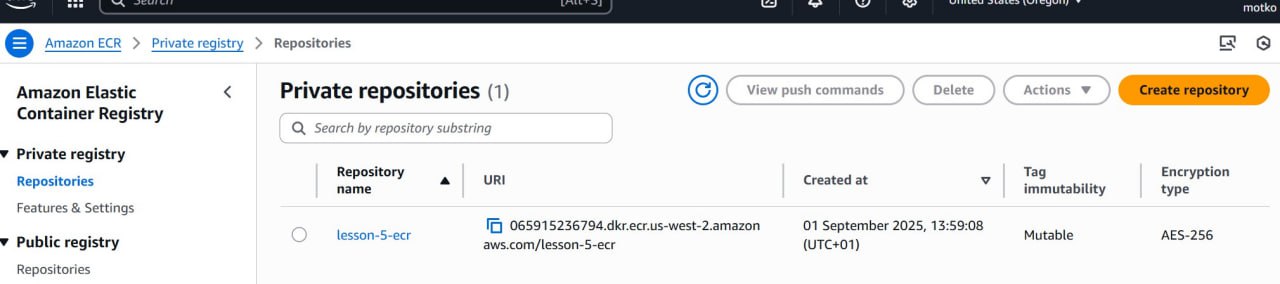 Search
[Alt+S]
United States (Oregon)
motko
Amazon ECR
Private registry
Repositories
Amazon Elastic
Container Registry
Private registry
Repositories
Features & Settings
Public registry
Repositories
Private repositories (1)
View push commands
Delete
Actions
Create repository
Search by repository substring
Repository
name
URI
Created at
Tag
immutability
Encryption
type
lesson-5-ecr
065915236794.dkr.ecr.us-west-2.amazon
aws.com/lesson-5-ecr
01 September 2025, 13:59:08
(UTC+01)
Mutable
AES-256